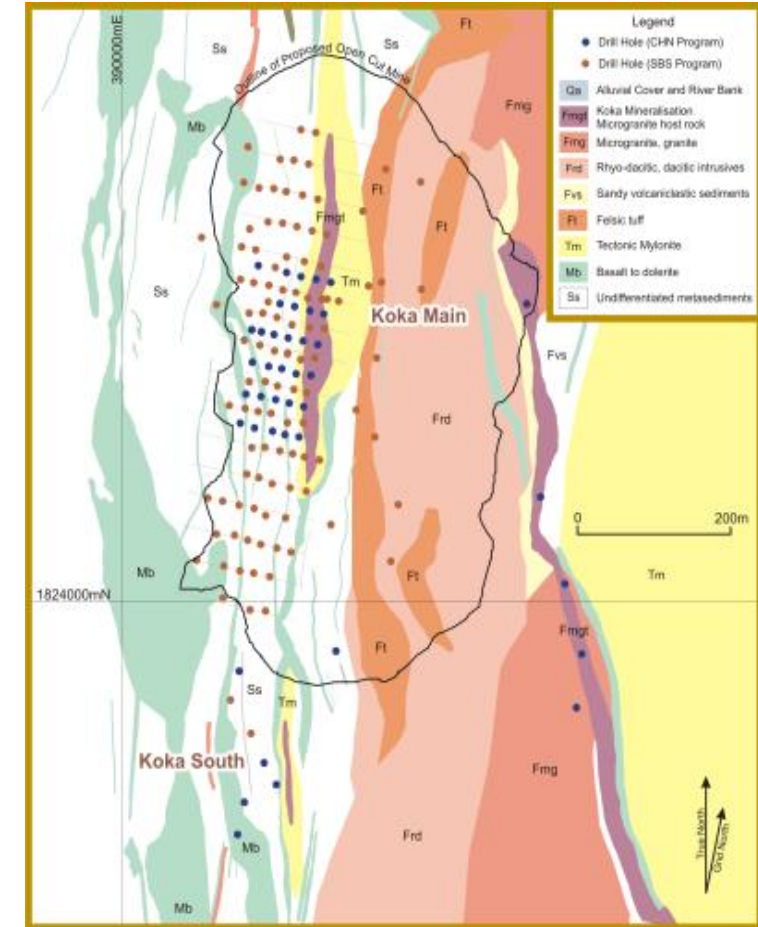 390000mE
Ss
Ss
Ft
Outline of Proposed Open Cut Mine
Mb
Fmg
Ft
Fmgt
Ft
Ss
Tm
Koka Main
Fvs
Frd
Mb
Ft
Tm
1824000mN
Fmgt
Ft
Ss
Tm
Koka South
Fmg
Frd
Mb
Mb
0 200m
True North
Grid North
Legend
Drill Hole (CHN Program)
Drill Hole (SBS Program)
Qa Alluvial Cover and River Bank
Fmgt Koka Mineralisation
Microgranite host rock
Fmg Microgranite, granite
Frd Rhyo-dacitic, dacitic intrusives
Fvs Sandy volcaniclastic sediments
Ft Felsic tuff
Tm Tectonic Mylonite
Mb Basalt to dolerite
Ss Undifferentiated metasediments